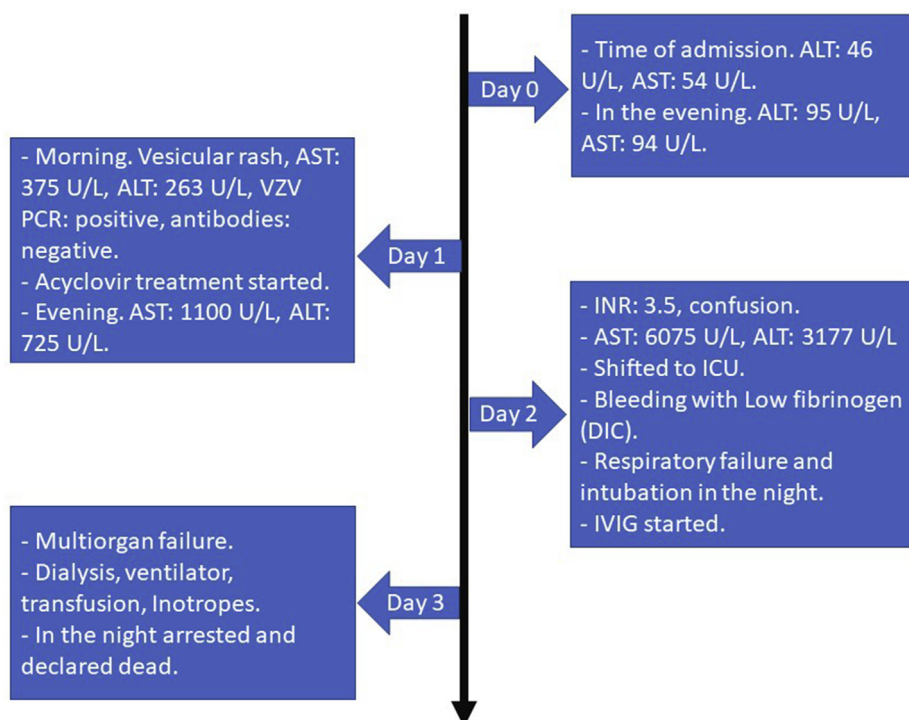 Day 0
- Time of admission. ALT: 46
U/L, AST: 54 U/L.
- In the evening. ALT: 95 U/L,
AST: 94 U/L.
Day 1
- Morning. Vesicular rash, AST:
375 U/L, ALT: 263 U/L, VZV
PCR: positive, antibodies:
negative.
- Acyclovir treatment started.
- Evening. AST: 1100 U/L, ALT:
725 U/L.
Day 2
- INR: 3.5, confusion.
- AST: 6075 U/L, ALT: 3177 U/L
- Shifted to ICU.
- Bleeding with Low fibrinogen
(DIC).
- Respiratory failure and
intubation in the night.
- IVIG started.
Day 3
- Multiorgan failure.
- Dialysis, ventilator,
transfusion, Inotropes.
- In the night arrested and
declared dead.